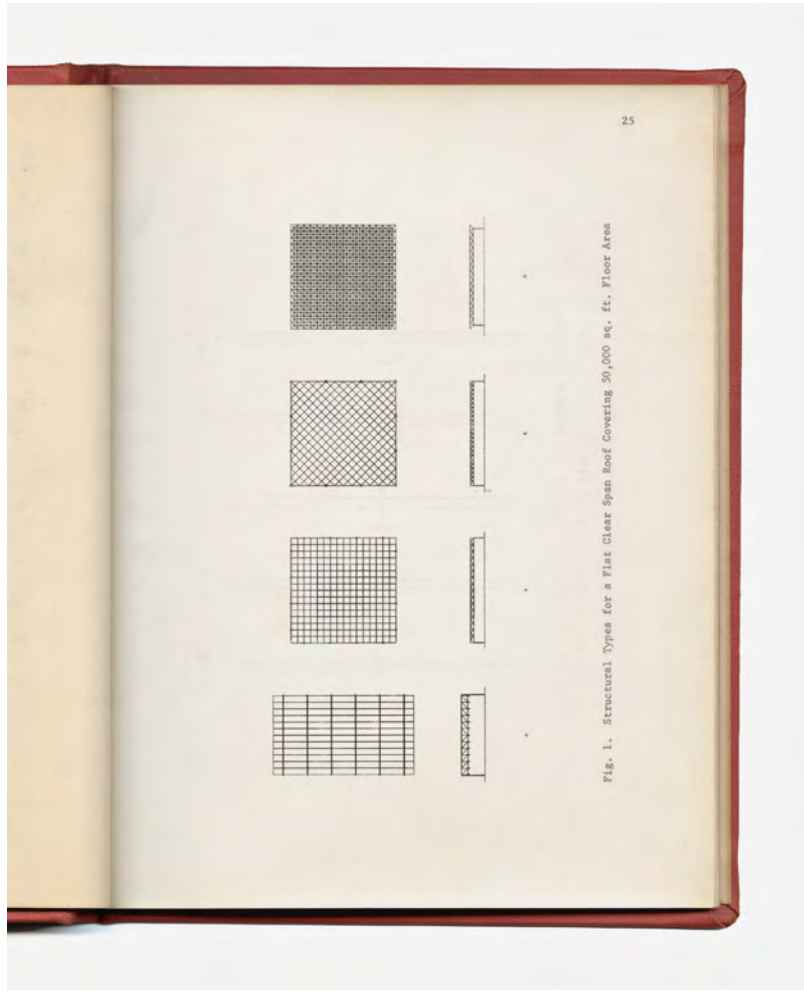 25
Fig. 1. Structural Types for a Flat Clear Span Roof Covering 50,000 sq. ft. Floor Area